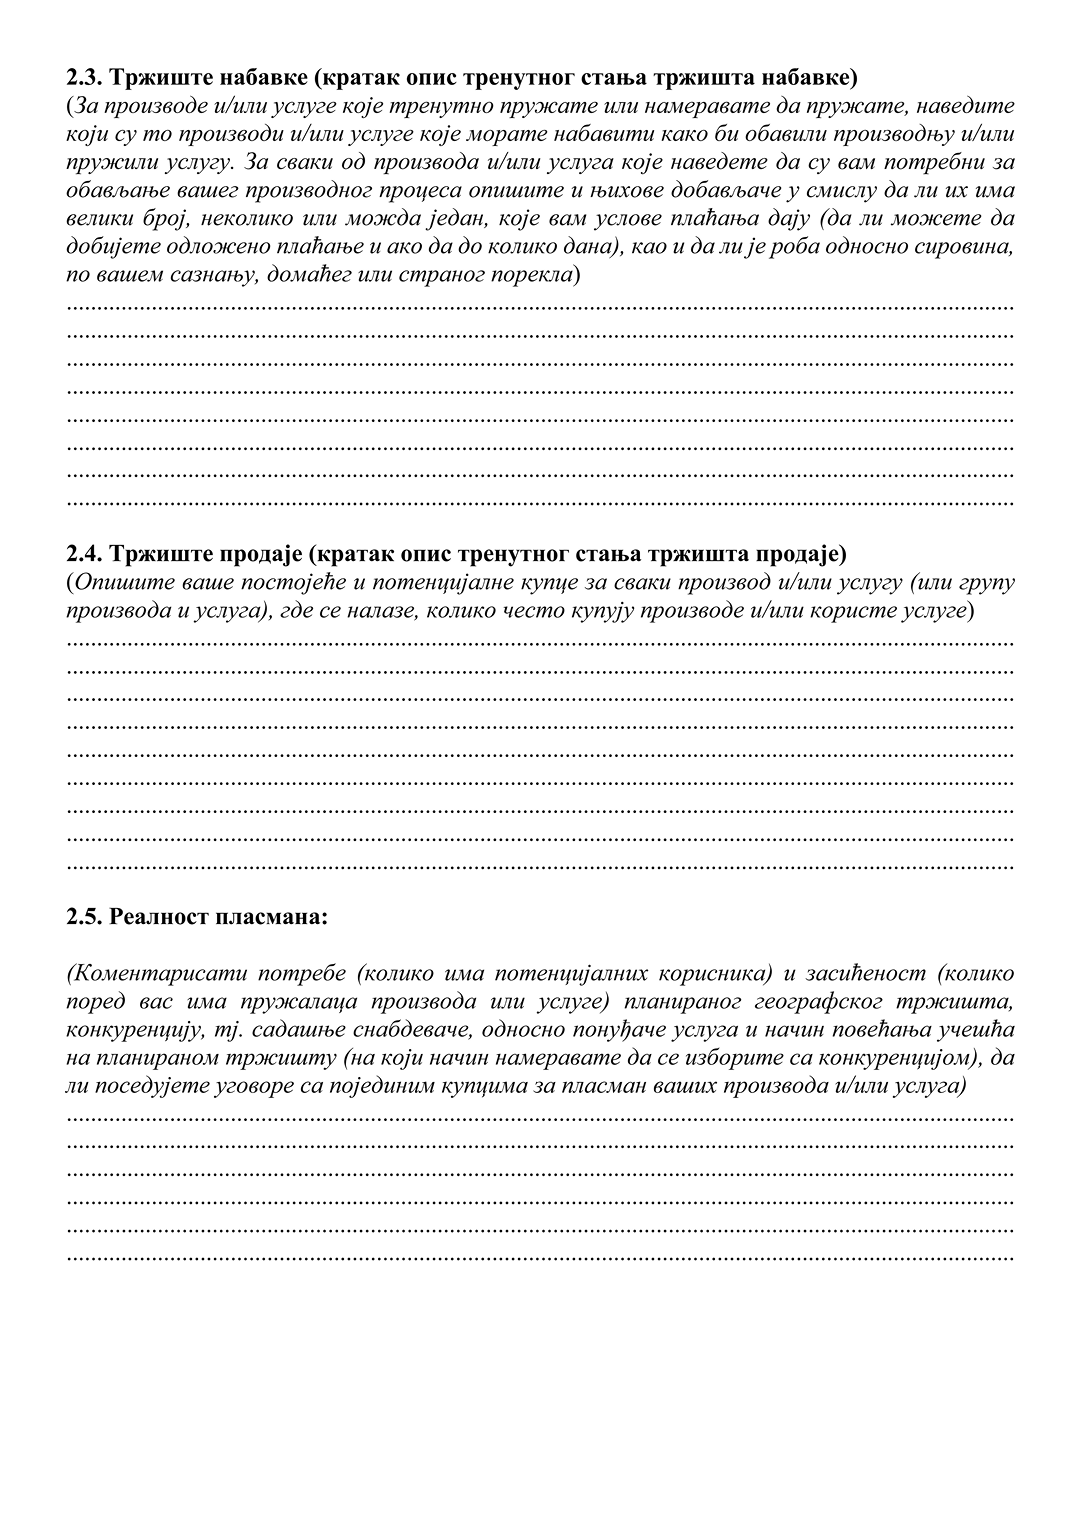 2.3. Тржиште набавке (кратак опис тренутног стања тржишта набавке)
(За производе и/или услуге које тренутно пружате или намеравате да пружате, наведите
који су то производи и/или услуге које морате набавити како би обавили производњу и/или
пружили услугу. За сваки од производа и/или услуга које наведете да су вам потребни за
обављање вашег производног процеса опишите и њихове добављаче у смислу да ли их има
велики број, неколико или можда један, које вам услове плаћања дају (да ли можете да
добијете одложено плаћање и ако да до колико дана), као и да ли је роба односно сировина,
по вашем сазнању, домаћег или страног порекла)
2.4. Тржиште продаје (кратак опис тренутног стања тржишта продаје)
(Опишите ваше постојеће и потенцијалне купце за сваки производ и/или услугу (или групу
производа и услуга), где се налазе, колико често купују производе и/или користе услуге)
2.5. Реалност пласмана:
(Коментарисати потребе (колико има потенцијалних корисника) и засићеност (колико
поред вас има пружалаца производа или услуге) планираног географског тржишта,
конкуренцију, тј. садашње снабдеваче, односно понуђаче услуга и начин повећања учешћа
на планираном тржишту (на који начин намеравате да се изборите са конкуренцијом), да
ли поседујете уговоре са појединим купцима за пласман ваших производа и/или услуга)